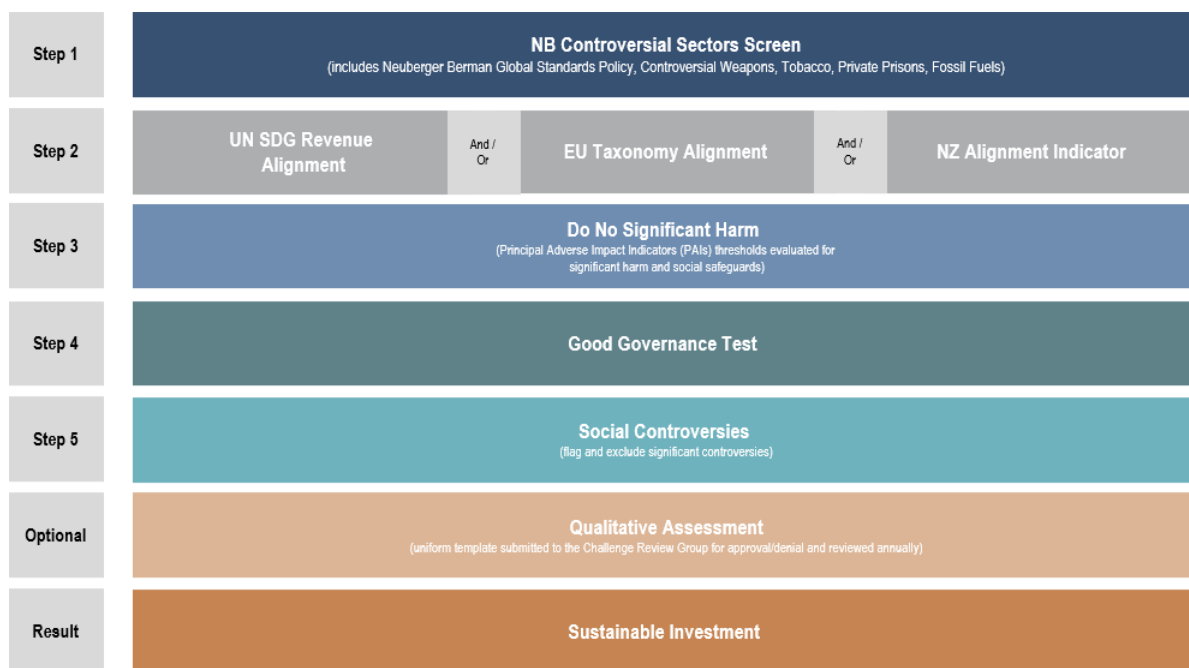 Step 1
NB Controversial Sectors Screen
(includes Neuberger Berman Global Standards Policy, Controversial Weapons, Tobacco, Private Prisons, Fossil Fuels)
Step 2
UN SDG Revenue
Alignment
And /
Or
EU Taxonomy Alignment
And /
Or
NZ Alignment Indicator
Step 3
Do No Significant Harm
(Principal Adverse Impact Indicators (PAIs) thresholds evaluated for
significant harm and social safeguards)
Step 4
Good Governance Test
Step 5
Social Controversies
(flag and exclude significant controversies)
Optional
Qualitative Assessment
(uniform template submitted to the Challenge Review Group for approval/denial and reviewed annually)
Result
Sustainable Investment